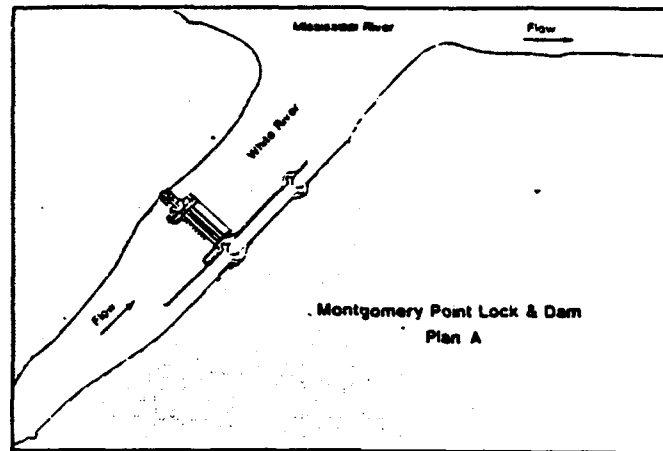 Mississippi River
Flow
White River
Flow
Montgomery Point Lock & Dam
Plan A